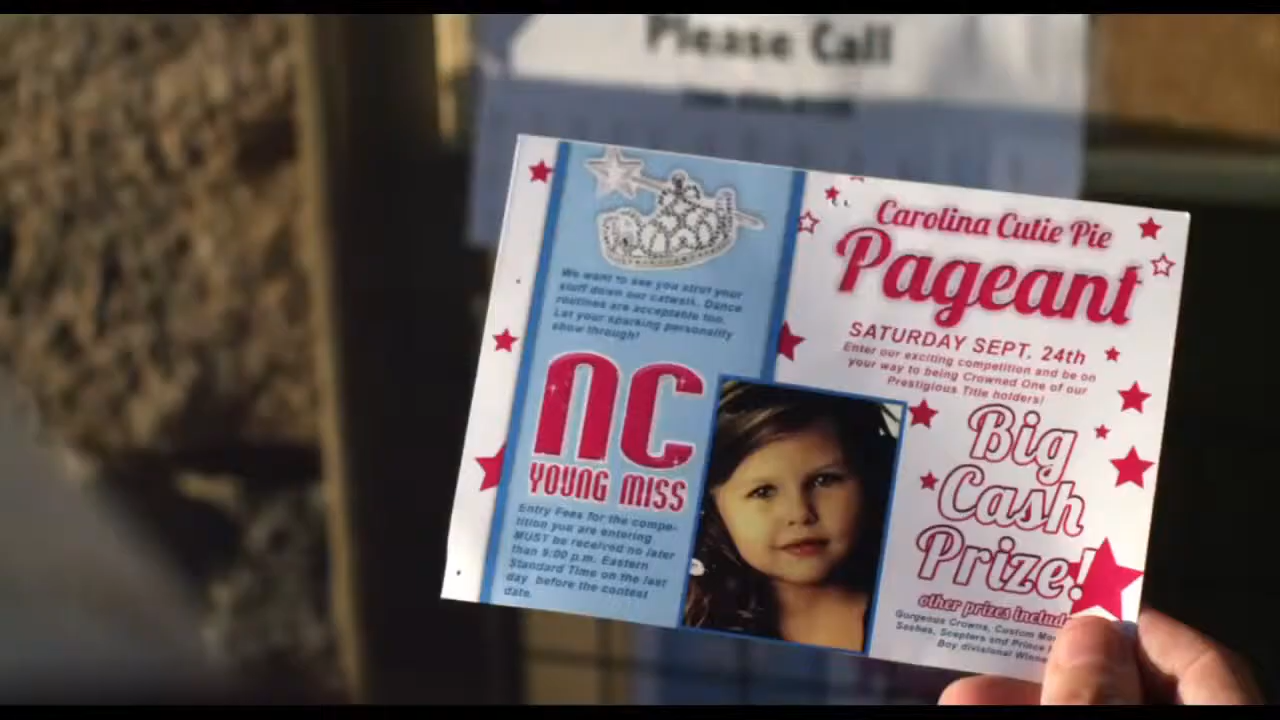 Please Call
Carolina Cutie Pie
Pageant
SATURDAY SEPT. 24th
Enter our exciting competition and be on
your way to being Crowned One of our
Prestigious Title holders!
Big
Cash
Prize!
other prizes includ
Gorgeous Crowns, Custom
Sashes, Scepters and Prince
Boy divisional Winne
We want to see you strut your
stuff down our catwalk. Dance
routines are acceptable too.
Let your sparking personality
show through!
NC
YOUNG MISS
Entry Fees for the compe-
tition you are entering
MUST be received no later
than 5:00 p.m. Eastern
Standard Time on the last
day before the contest
date.